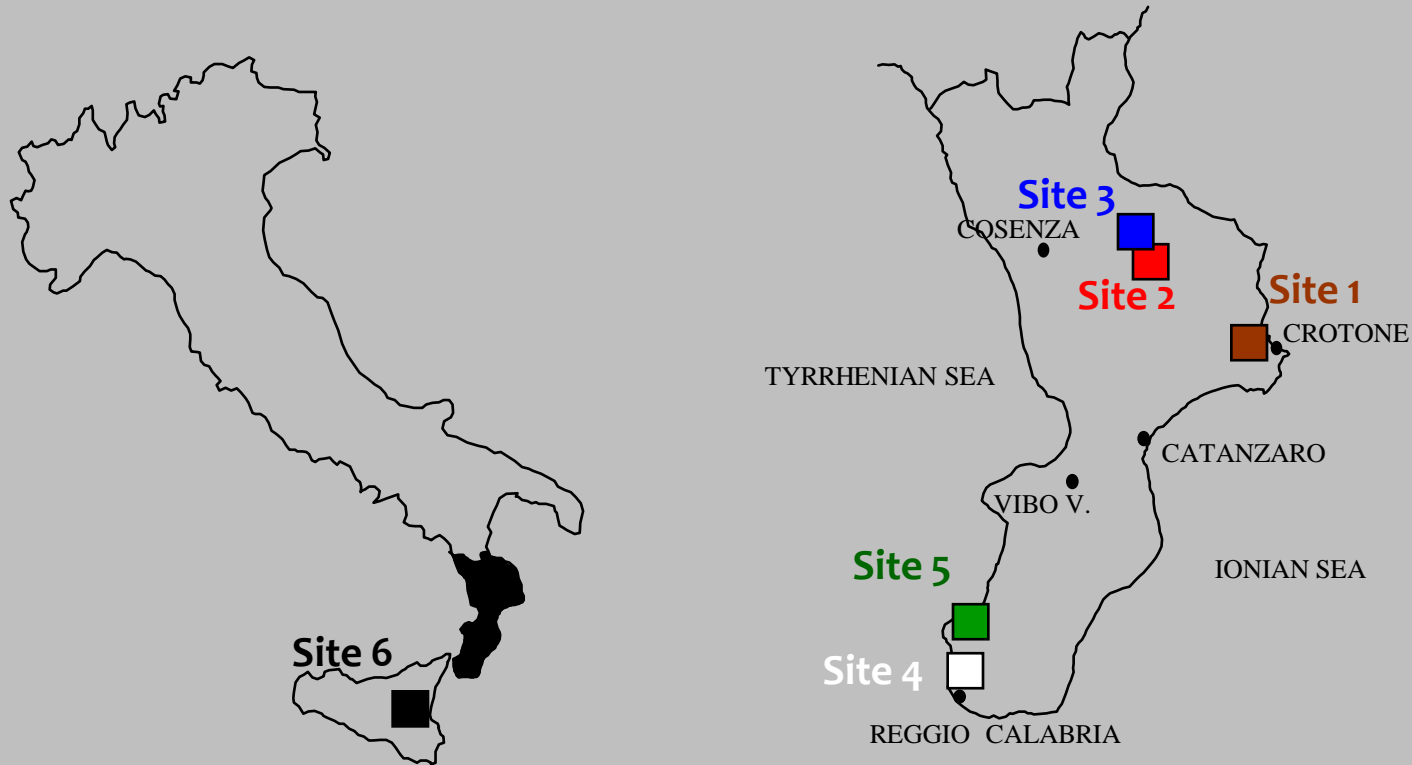 Site 3
COSENZA
Site 2
Site 1
CROTONE
TYRRHENIAN SEA
CATANZARO
VIBO V.
Site 5
IONIAN SEA
Site 6
Site 4
REGGIO CALABRIA